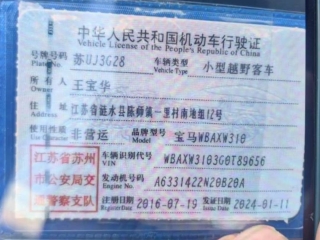 中华人民共和国机动车行驶证
Vehicle License of the People's Republic of China
号牌号码 苏UJ3G28 车辆类型 小型越野客车
Plate No. Vehicle Type
所有人 王宝华
Owner
住址 江苏省涟水县陈师镇一里村南地组12号
Address
使用性质 非营运 品牌型号 宝马WBAXW310
Use Character Model
江苏省苏州
市公安局交
通警察支队
车辆识别代号 WBAXW3103G0T89656
VIN
发动机号码 A6331422N20B20A
Engine No.
注册日期 2016-07-19 发证日期 2024-01-11
Register Date Issue Date